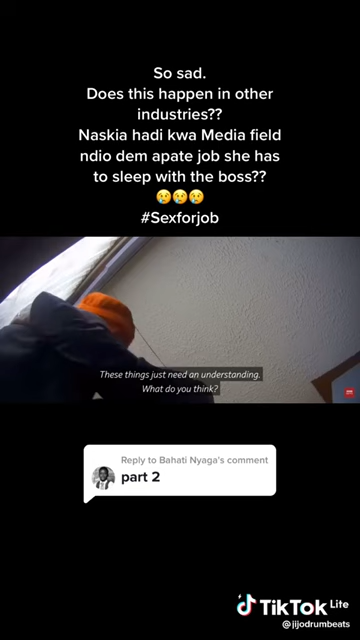 So sad.
Does this happen in other
industries??
Naskia hadi kwa Media field
ndio dem apate job she has
to sleep with the boss??
😢😢😢
#Sexforjob
These things just need an understanding.
What do you think?
Reply to Bahati Nyaga's comment
part 2
TikTok Lite
@jijodrumbeats